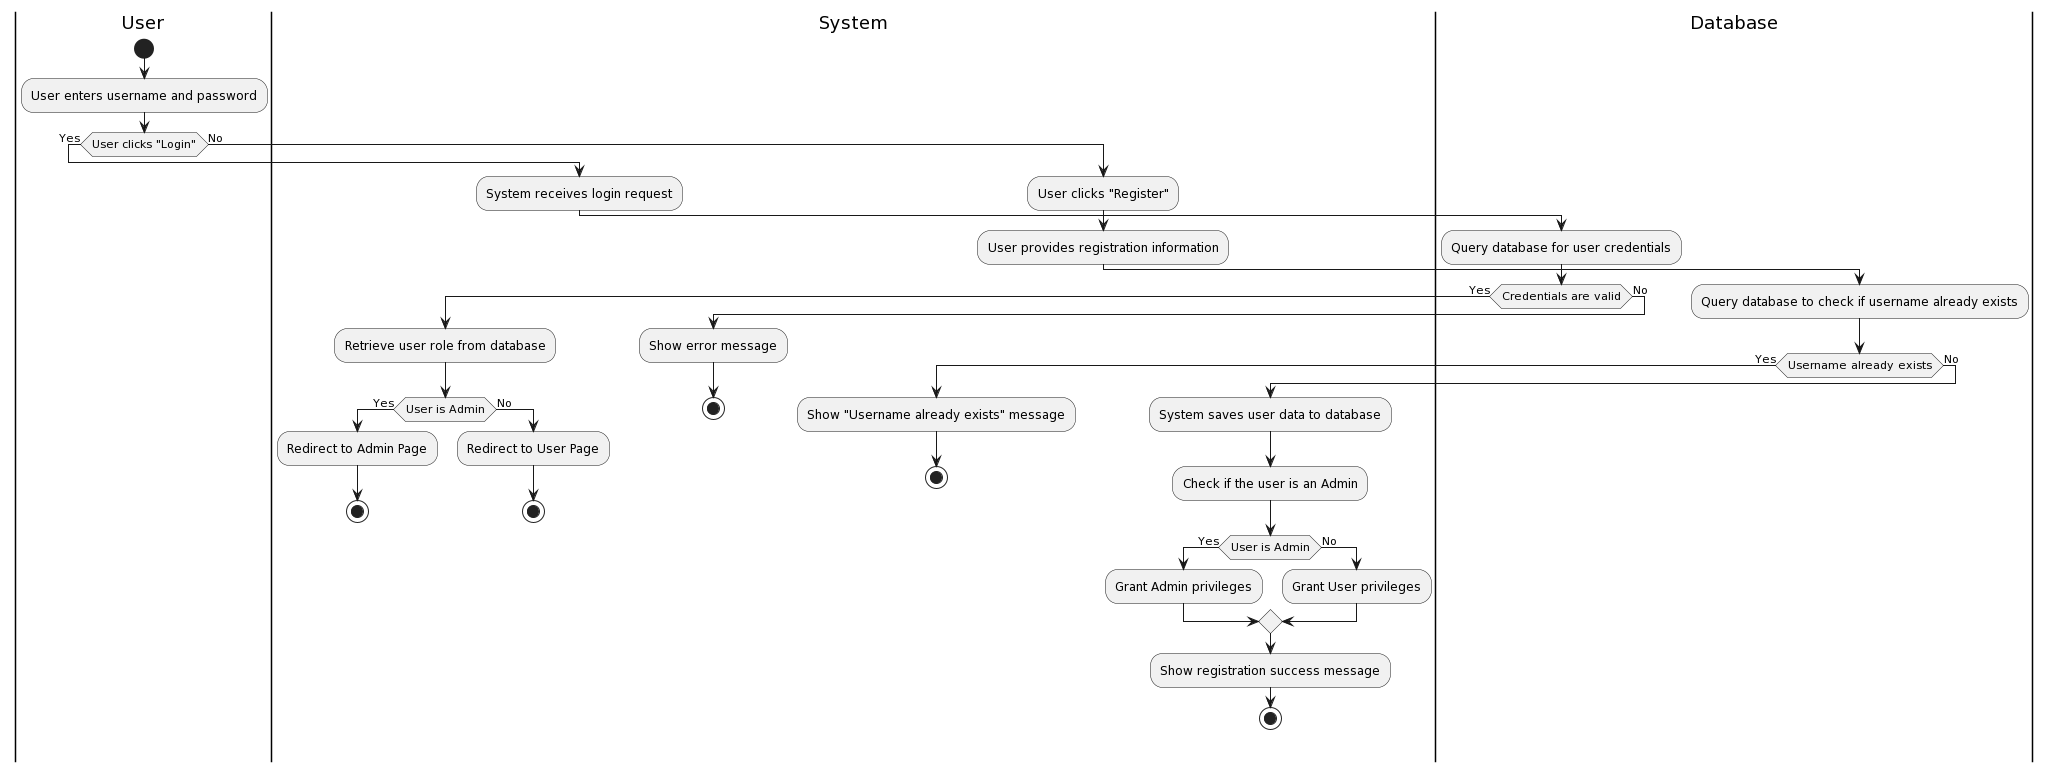 User
System
Database
User enters username and password
Yes
User clicks "Login"
No
System receives login request
User clicks "Register"
User provides registration information
Query database for user credentials
Yes
Credentials are valid
No
Query database to check if username already exists
Retrieve user role from database
Show error message
Yes
Username already exists
No
Yes
User is Admin
No
Show "Username already exists" message
System saves user data to database
Redirect to Admin Page
Redirect to User Page
Check if the user is an Admin
Yes
User is Admin
No
Grant Admin privileges
Grant User privileges
Show registration success message